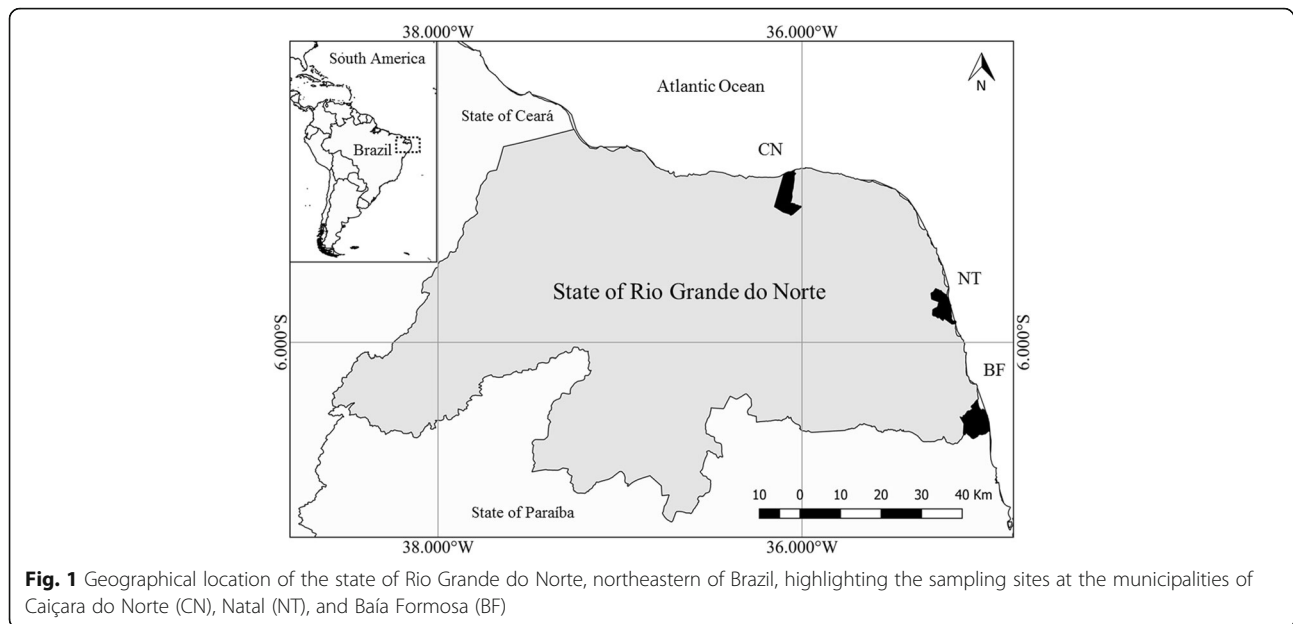 38.000°W
36.000°W
South America
Atlantic Ocean
N
State of Ceará
Brazil
CN
State of Rio Grande do Norte
NT
6.000°S
6.000°S
BF
10 0 10 20 30 40 Km
State of Paraíba
38.000°W
36.000°W
Fig. 1 Geographical location of the state of Rio Grande do Norte, northeastern of Brazil, highlighting the sampling sites at the municipalities of
Caiçara do Norte (CN), Natal (NT), and Baía Formosa (BF)